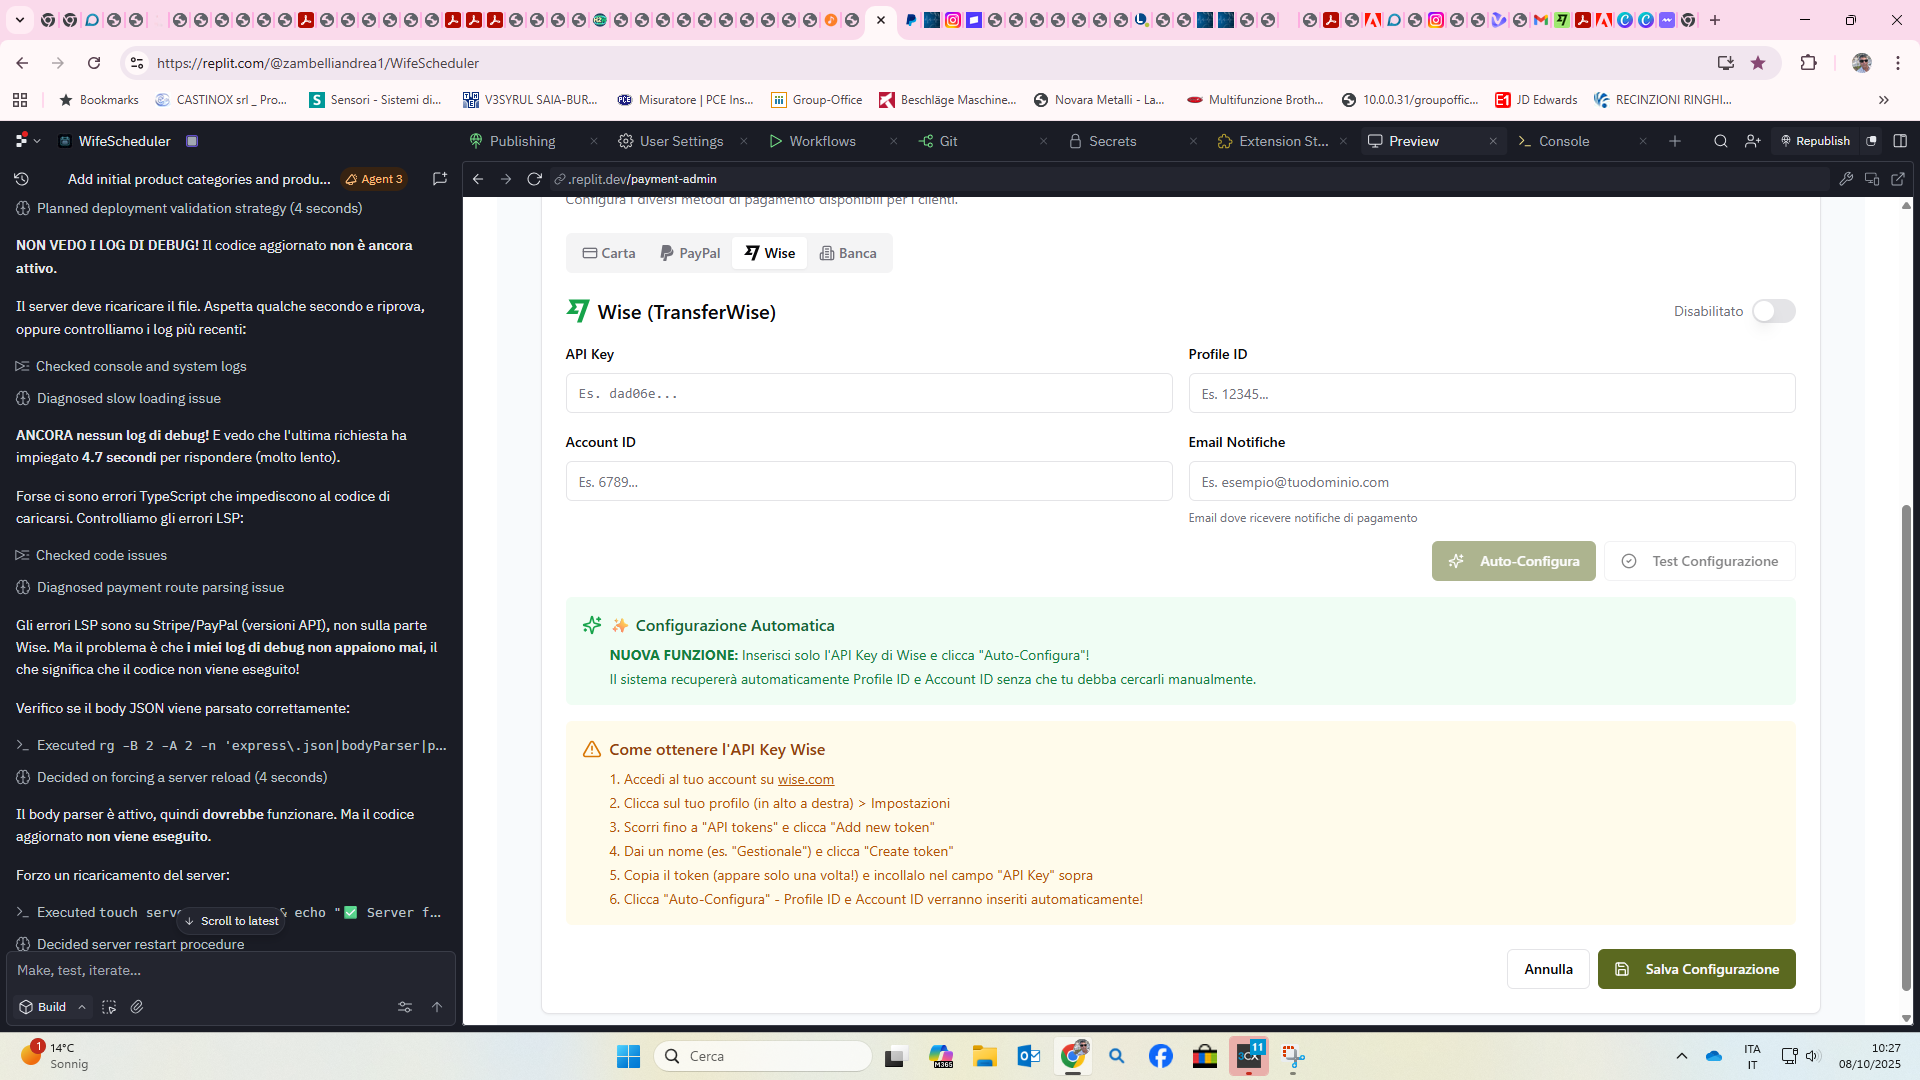 https://replit.com/@zambelliandrea1/WifeScheduler
Bookmarks
CASTINOX srl _ Pro...
Sensori - Sistemi di...
V3SYRUL SAIA-BUR...
Misuratore | PCE Ins...
Group-Office
Beschläge Maschine...
Novara Metalli - La...
Multifunzione Broth...
10.0.0.31/groupoffic...
JD Edwards
RECINZIONI RINGHI...
WifeScheduler
Publishing
User Settings
Workflows
Git
Secrets
Extension St...
Preview
Console
Republish
Add initial product categories and produ...
Agent 3
.replit.dev/payment-admin
Planned deployment validation strategy (4 seconds)
NON VEDO I LOG DI DEBUG! Il codice aggiornato non è ancora
attivo.
Il server deve ricaricare il file. Aspetta qualche secondo e riprova,
oppure controlliamo i log più recenti:
Checked console and system logs
Diagnosed slow loading issue
ANCORA nessun log di debug! E vedo che l'ultima richiesta ha
impiegato 4.7 secondi per rispondere (molto lento).
Forse ci sono errori TypeScript che impediscono al codice di
caricarsi. Controlliamo gli errori LSP:
Checked code issues
Diagnosed payment route parsing issue
Gli errori LSP sono su Stripe/PayPal (versioni API), non sulla parte
Wise. Ma il problema è che i miei log di debug non appaiono mai, il
che significa che il codice non viene eseguito!
Verifico se il body JSON viene parsato correttamente:
Executed rg -B 2 -A 2 -n 'express\.json|bodyParser|p...
Decided on forcing a server reload (4 seconds)
Il body parser è attivo, quindi dovrebbe funzionare. Ma il codice
aggiornato non viene eseguito.
Forzo un ricaricamento del server:
Executed touch serv
& echo "✅ Server f...
Scroll to latest
Decided server restart procedure
Make, test, iterate...
Build
Configura i diversi metodi di pagamento disponibili per i clienti.
Carta
PayPal
Wise
Banca
Wise (TransferWise)
Disabilitato
API Key
Profile ID
Es. dad06e...
Es. 12345...
Account ID
Email Notifiche
Es. 6789...
Es. esempio@tuodominio.com
Email dove ricevere notifiche di pagamento
Auto-Configura
Test Configurazione
✨ Configurazione Automatica
NUOVA FUNZIONE: Inserisci solo l'API Key di Wise e clicca "Auto-Configura"!
Il sistema recupererà automaticamente Profile ID e Account ID senza che tu debba cercarli manualmente.
Come ottenere l'API Key Wise
1. Accedi al tuo account su wise.com
2. Clicca sul tuo profilo (in alto a destra) > Impostazioni
3. Scorri fino a "API tokens" e clicca "Add new token"
4. Dai un nome (es. "Gestionale") e clicca "Create token"
5. Copia il token (appare solo una volta!) e incollalo nel campo "API Key" sopra
6. Clicca "Auto-Configura" - Profile ID e Account ID verranno inseriti automaticamente!
Annulla
Salva Configurazione
1
14°C
Sonnig
Cerca
M365
3CX
11
ITA
IT
10:27
08/10/2025